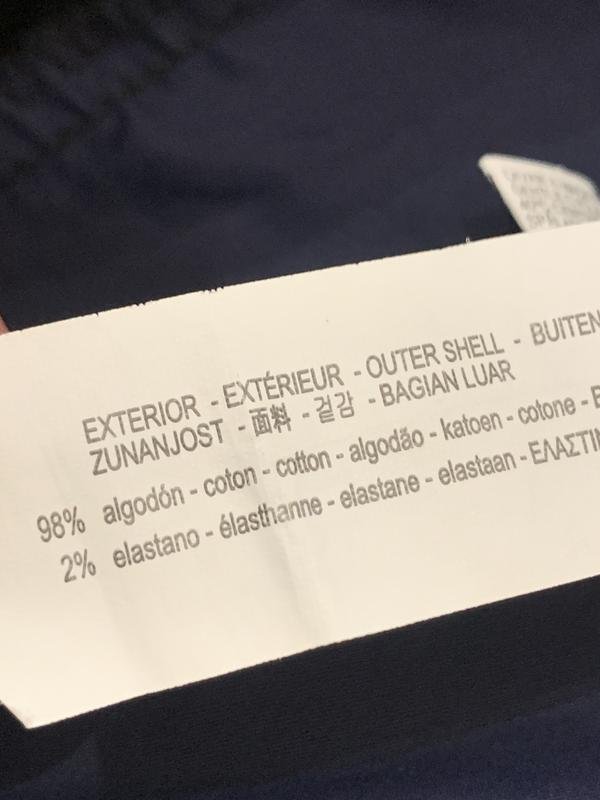 EXTERIOR - EXTÉRIEUR - OUTER SHELL - BUITEN
ZUNANJOST - 面料 - 겉감 - BAGIAN LUAR
98% algodón - coton - cotton - algodão - katoen - cotone -
2% elastano - élasthanne - elastane - elastaan - ΕΛΑΣΤΙΝ